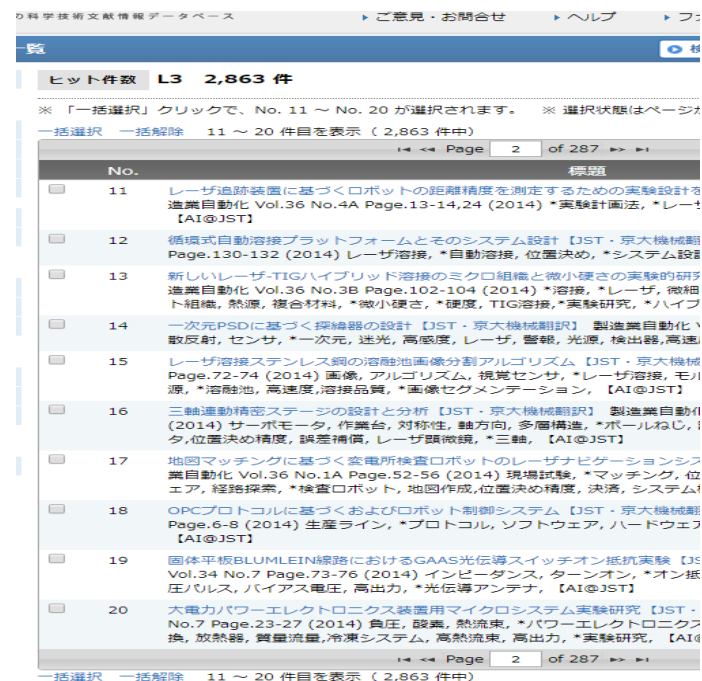 の科学技術文献情報データベース ご意見・お問合せ ヘルプ
一覧
ヒット件数 L3 2,863 件
※ 「一括選択」クリックで、No. 11 ～ No. 20 が選択されます。 ※ 選択状態はページ
一括選択 一括解除 11 ～ 20 件目を表示（ 2,863 件中）
Page 2 of 287
No. 標題
11 レーザ追跡装置に基づくロボットの距離精度を測定するための実験設計を
造業自動化 Vol.36 No.4A Page.13-14,24 (2014) *実験計画法, *レー
【AI@JST】
12 循環式自動溶接プラットフォームとそのシステム設計【JST・京大機械翻
Page.130-132 (2014) レーザ溶接, *自動溶接, 位置決め, *システム設
13 新しいレーザ-TIGハイブリッド溶接のミクロ組織と微小硬さの実験的研
造業自動化 Vol.36 No.3B Page.102-104 (2014) *溶接, *レーザ, 微細
ト組織, 熱源, 複合材料, *微小硬さ, *硬度, TIG溶接,*実験研究, *ハイブ
14 一次元PSDに基づく探緯器の設計【JST・京大機械翻訳】 製造業自動化
散反射, センサ, *一次元, 迷光, 高感度, レーザ, 警報, 光源, 検出器,高速
15 レーザ溶接ステンレス鋼の溶融池画像分割アルゴリズム【JST・京大機械
Page.72-74 (2014) 画像, アルゴリズム, 視覚センサ, *レーザ溶接, モ
源, *溶融池, 高速度,溶接品質, *画像セグメンテーション, 【AI@JST】
16 三軸運動精密ステージの設計と分析【JST・京大機械翻訳】 製造業自動
(2014) サーボモータ, 作業台, 対称性, 軸方向, 多層構造, *ボールねじ,
タ,位置決め精度, 誤差補償, レーザ顕微鏡, *三軸, 【AI@JST】
17 地図マッチングに基づく変電所検査ロボットのレーザナビゲーションシス
業自動化 Vol.36 No.1A Page.52-56 (2014) 現場試験, *マッチング, 位
ェア, 経路探索, *検査ロボット, 地図作成,位置決め精度, 決済, システム
18 OPCプロトコルに基づくおよびロボット制御システム【JST・京大機械翻
Page.6-8 (2014) 生産ライン, *プロトコル, ソフトウェア, ハードウェア
【AI@JST】
19 固体平板BLUMLEIN線路におけるGAAS光伝導スイッチオン抵抗実験【JS
Vol.34 No.7 Page.73-76 (2014) インピーダンス, ターンオン, *オン抵
圧パルス, バイアス電圧, 高出力, *光伝導アンテナ, 【AI@JST】
20 大電力パワーエレクトロニクス装置用マイクロシステム実験研究【JST・
No.7 Page.23-27 (2014) 負圧, 酸素, 熱流束, *パワーエレクトロニクス
換, 放熱器, 質量流量,冷凍システム, 高熱流束, 高出力, *実験研究, 【AI@
Page 2 of 287
一括選択 一括解除 11 ～ 20 件目を表示（ 2,863 件中）